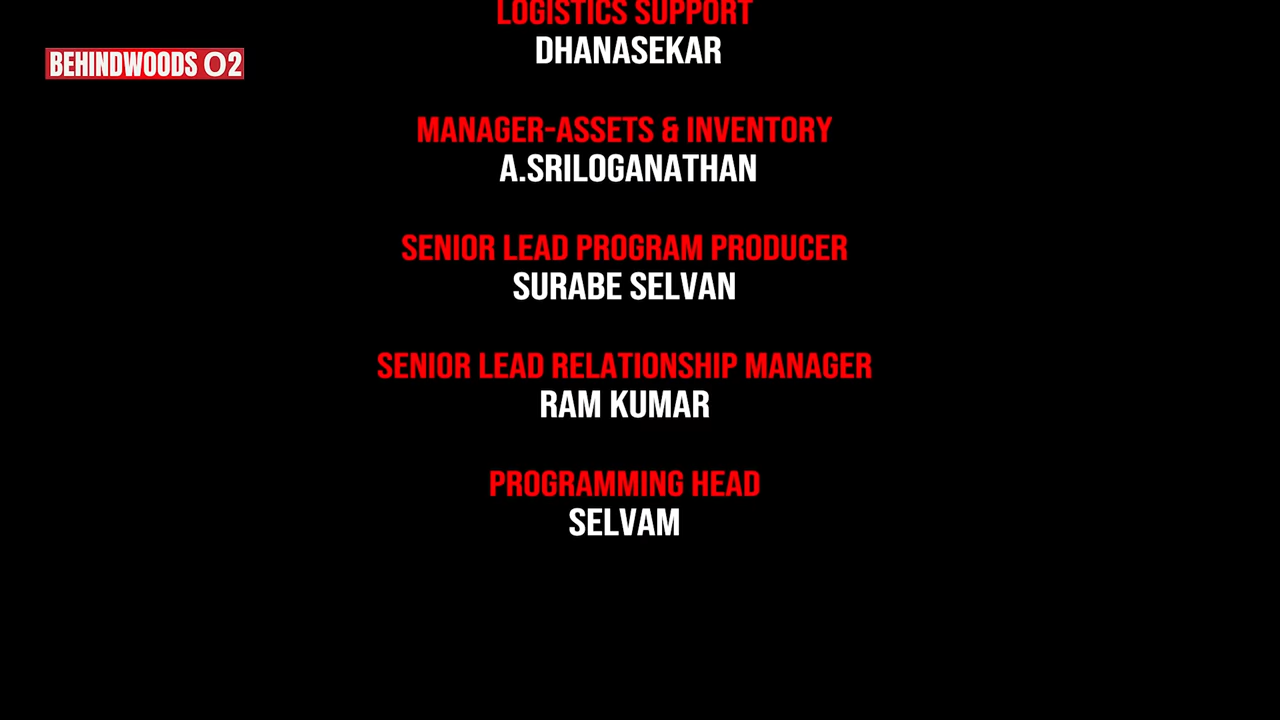 LOGISTICS SUPPORT
DHANASEKAR
BEHINDWOODS O2
MANAGER-ASSETS & INVENTORY
A.SRILOGANATHAN
SENIOR LEAD PROGRAM PRODUCER
SURABE SELVAN
SENIOR LEAD RELATIONSHIP MANAGER
RAM KUMAR
PROGRAMMING HEAD
SELVAM